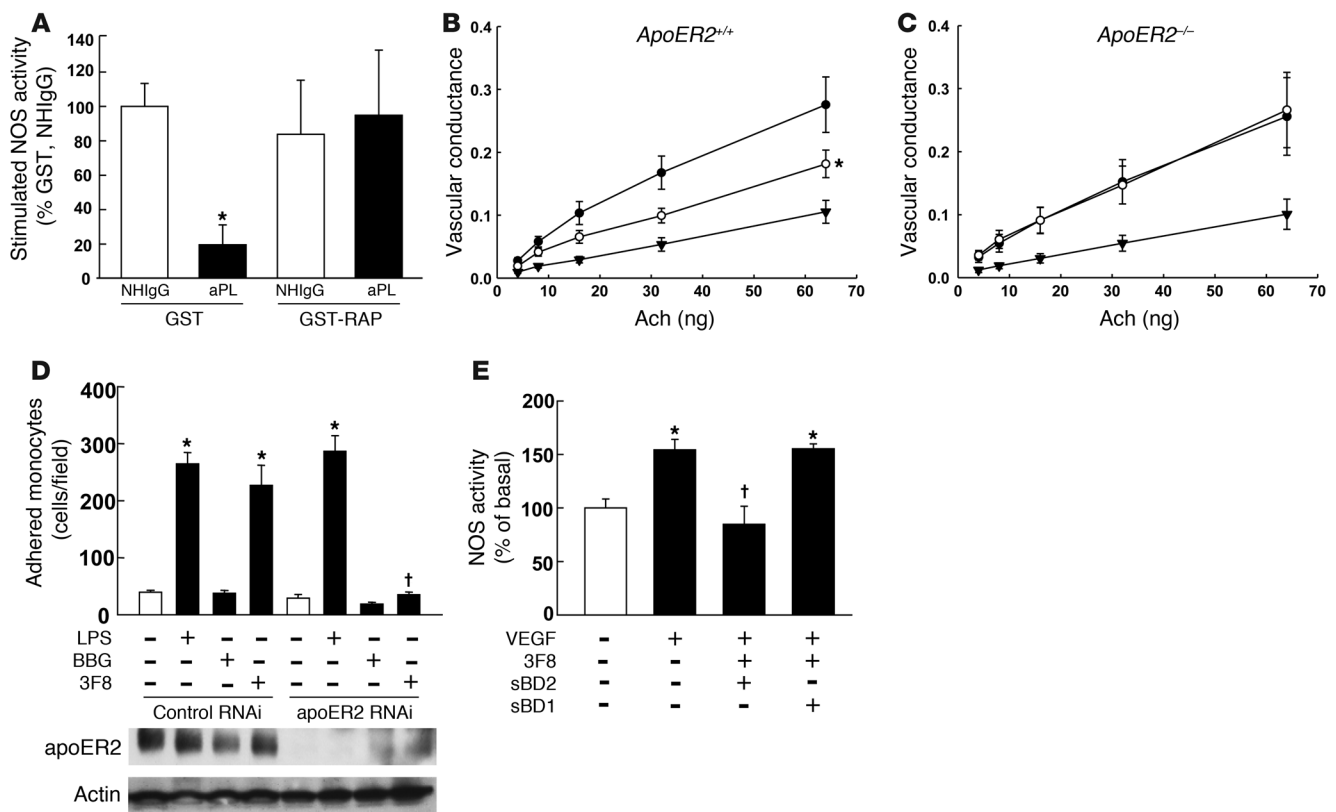 A
Stimulated NOS activity
(% GST, NHIgG)
140
120
100
80
60
40
20
0
*
NHIgG aPL NHIgG aPL
GST GST-RAP
B
ApoER2+/+
Vascular conductance
0.4
0.3
0.2
0.1
0.0
*
0 10 20 30 40 50 60 70
Ach (ng)
C
ApoER2–/–
Vascular conductance
0.4
0.3
0.2
0.1
0.0
0 10 20 30 40 50 60 70
Ach (ng)
D
Adhered monocytes
(cells/field)
400
300
200
100
0
* * * †
LPS – + – – – + – –
BBG – – + – – – + –
3F8 – – – + – – – +
Control RNAi apoER2 RNAi
apoER2
Actin
E
NOS activity
(% of basal)
200
150
100
50
0
* † *
VEGF – + + +
3F8 – – + +
sBD2 – – + –
sBD1 – – – +